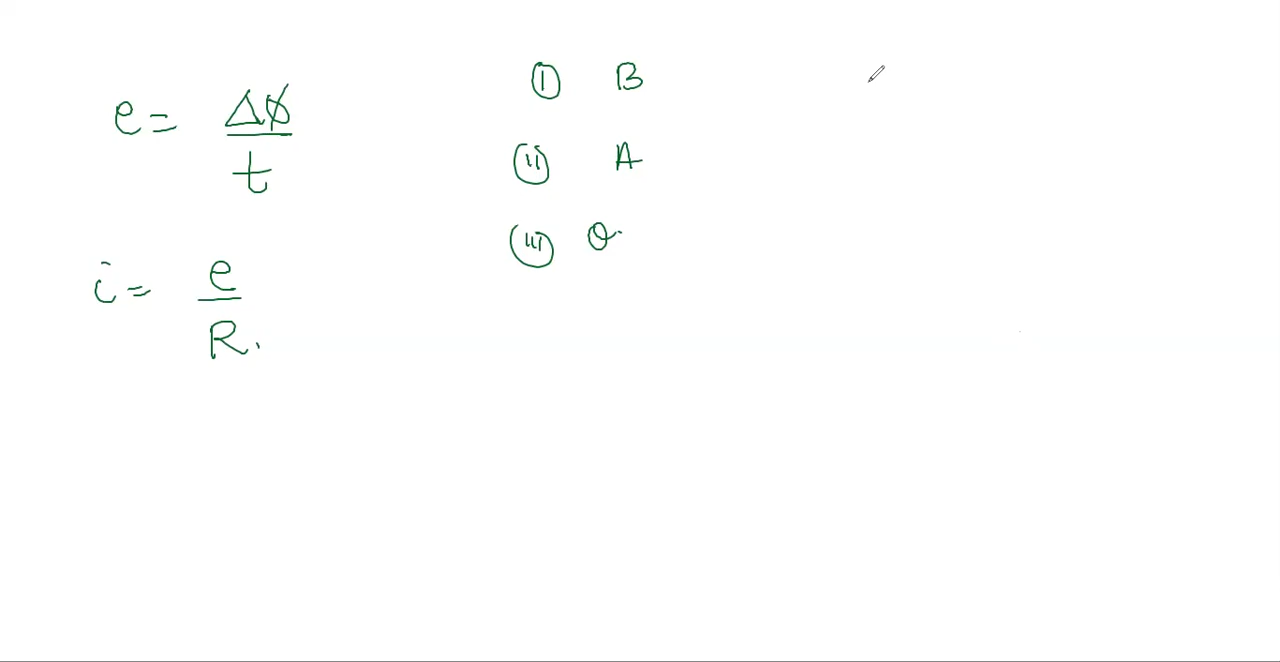 e = Δϕ / t
i = e / R.
(i) B
(ii) A
(iii) θ.